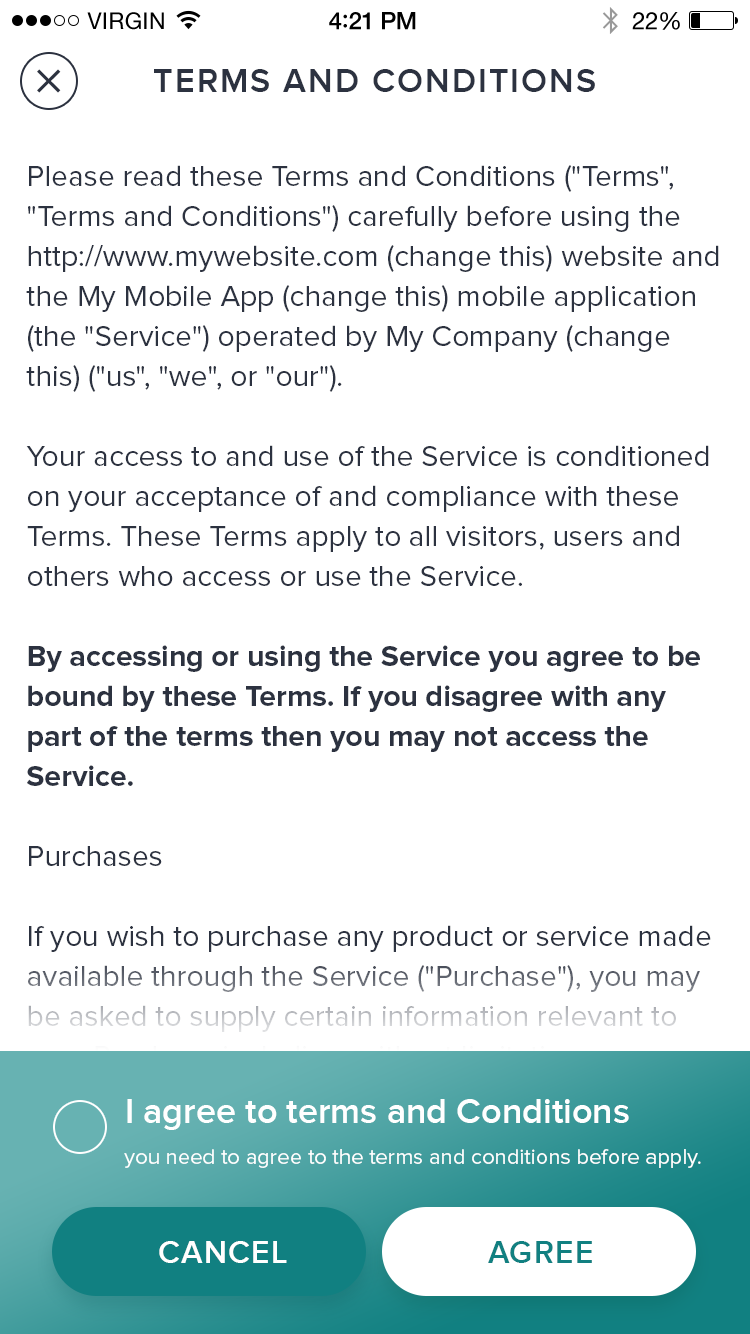 VIRGIN 4:21 PM 22%
TERMS AND CONDITIONS
Please read these Terms and Conditions ("Terms",
"Terms and Conditions") carefully before using the
http://www.mywebsite.com (change this) website and
the My Mobile App (change this) mobile application
(the "Service") operated by My Company (change
this) ("us", "we", or "our").
Your access to and use of the Service is conditioned
on your acceptance of and compliance with these
Terms. These Terms apply to all visitors, users and
others who access or use the Service.
By accessing or using the Service you agree to be
bound by these Terms. If you disagree with any
part of the terms then you may not access the
Service.
Purchases
If you wish to purchase any product or service made
available through the Service ("Purchase"), you may
be asked to supply certain information relevant to
I agree to terms and Conditions
you need to agree to the terms and conditions before apply.
CANCEL AGREE